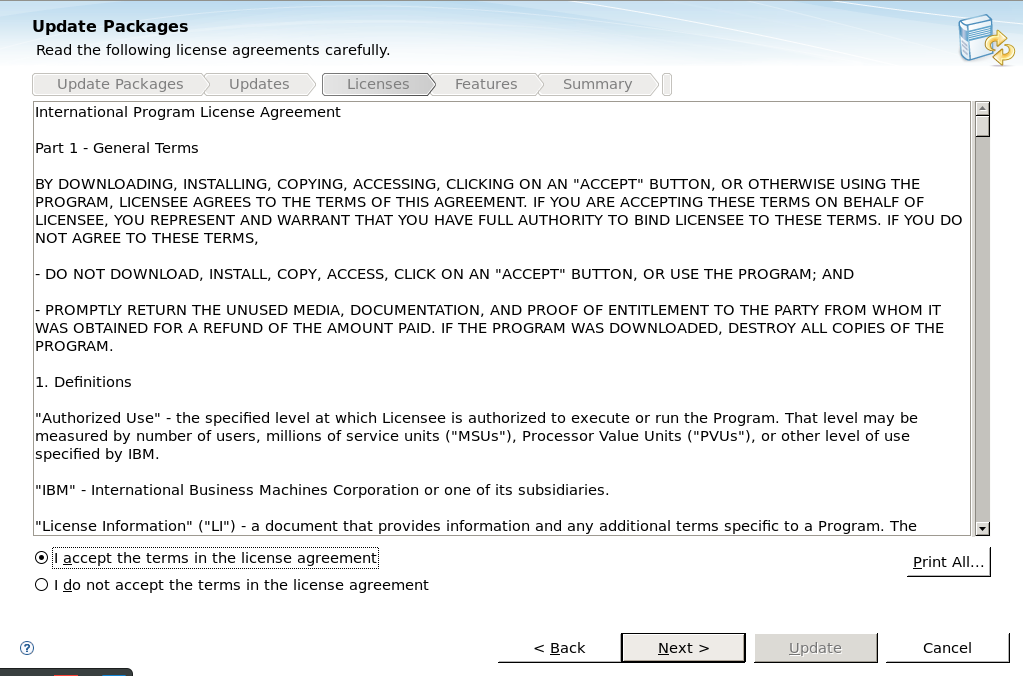 Update Packages
Read the following license agreements carefully.
Update Packages Updates Licenses Features Summary
International Program License Agreement
Part 1 - General Terms
BY DOWNLOADING, INSTALLING, COPYING, ACCESSING, CLICKING ON AN "ACCEPT" BUTTON, OR OTHERWISE USING THE
PROGRAM, LICENSEE AGREES TO THE TERMS OF THIS AGREEMENT. IF YOU ARE ACCEPTING THESE TERMS ON BEHALF OF
LICENSEE, YOU REPRESENT AND WARRANT THAT YOU HAVE FULL AUTHORITY TO BIND LICENSEE TO THESE TERMS. IF YOU DO
NOT AGREE TO THESE TERMS,
- DO NOT DOWNLOAD, INSTALL, COPY, ACCESS, CLICK ON AN "ACCEPT" BUTTON, OR USE THE PROGRAM; AND
- PROMPTLY RETURN THE UNUSED MEDIA, DOCUMENTATION, AND PROOF OF ENTITLEMENT TO THE PARTY FROM WHOM IT
WAS OBTAINED FOR A REFUND OF THE AMOUNT PAID. IF THE PROGRAM WAS DOWNLOADED, DESTROY ALL COPIES OF THE
PROGRAM.
1. Definitions
"Authorized Use" - the specified level at which Licensee is authorized to execute or run the Program. That level may be
measured by number of users, millions of service units ("MSUs"), Processor Value Units ("PVUs"), or other level of use
specified by IBM.
"IBM" - International Business Machines Corporation or one of its subsidiaries.
"License Information" ("LI") - a document that provides information and any additional terms specific to a Program. The
I accept the terms in the license agreement
Print All...
I do not accept the terms in the license agreement
? < Back Next > Update Cancel